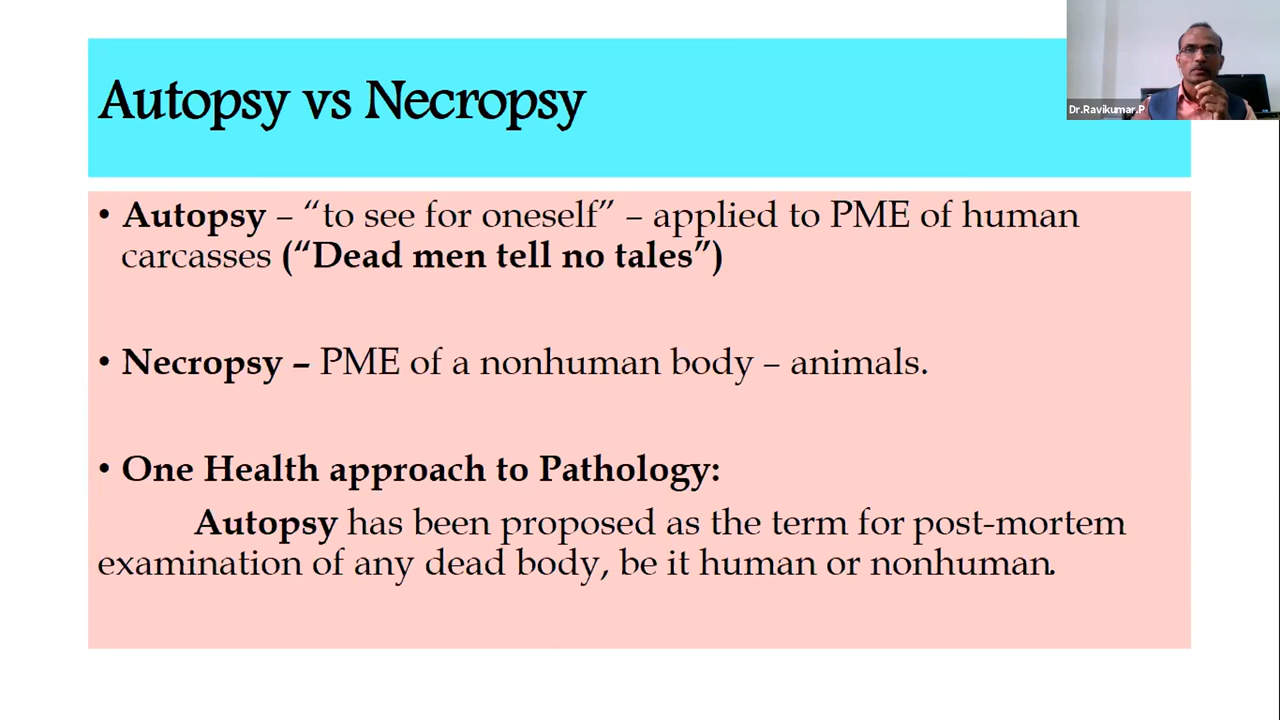 Autopsy vs Necropsy
Dr.Ravikumar.P
• Autopsy – “to see for oneself” – applied to PME of human
carcasses (“Dead men tell no tales”)
• Necropsy – PME of a nonhuman body – animals.
• One Health approach to Pathology:
Autopsy has been proposed as the term for post-mortem
examination of any dead body, be it human or nonhuman.